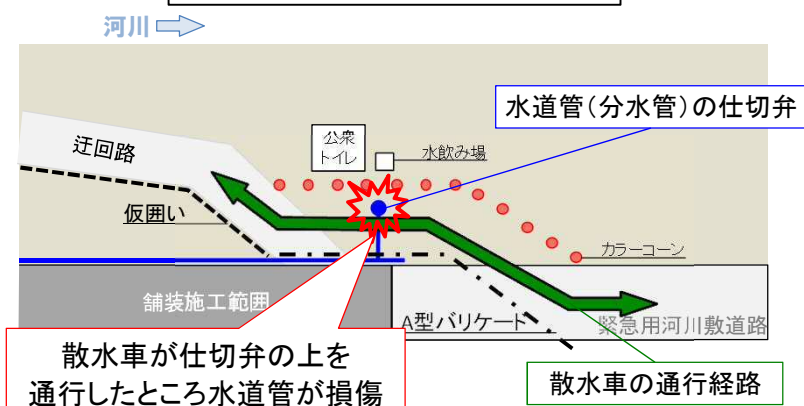 河川
水道管(分水管)の仕切弁
公衆
トイレ
水飲み場
迂回路
仮囲い
カラーコーン
舗装施工範囲
A型バリケート
緊急用河川敷道路
散水車が仕切弁の上を
通行したところ水道管が損傷
散水車の通行経路